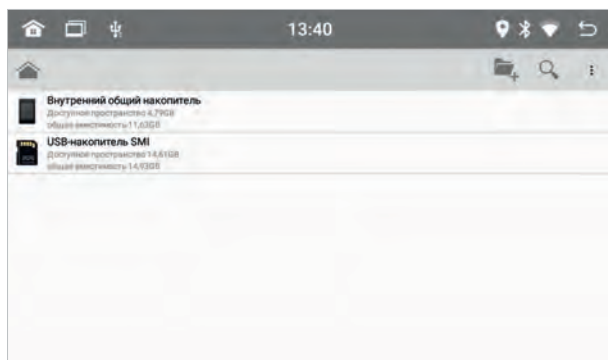 13:40
Внутренний общий накопитель
Доступное пространство 4,79GB
общая вместимость 11,63GB
USB-накопитель SMI
Доступное пространство 14,61GB
общая вместимость 14,93GB